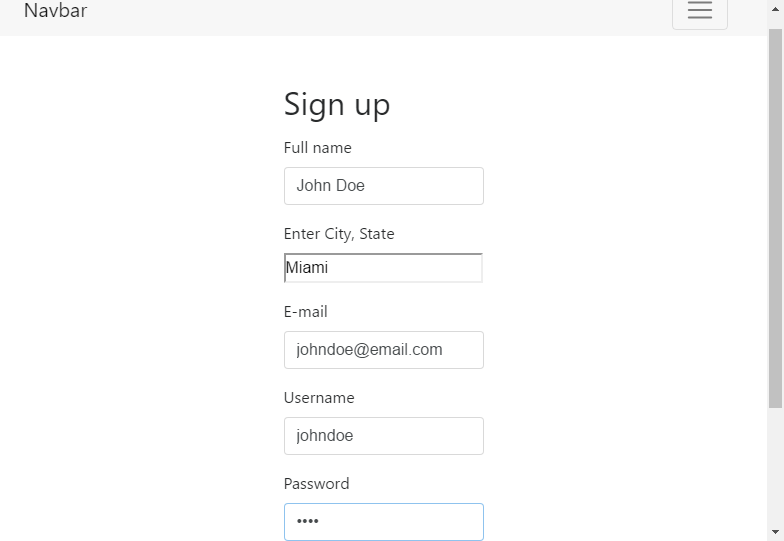 Navbar
Sign up
Full name
John Doe
Enter City, State
Miami
E-mail
johndoe@email.com
Username
johndoe
Password
••••